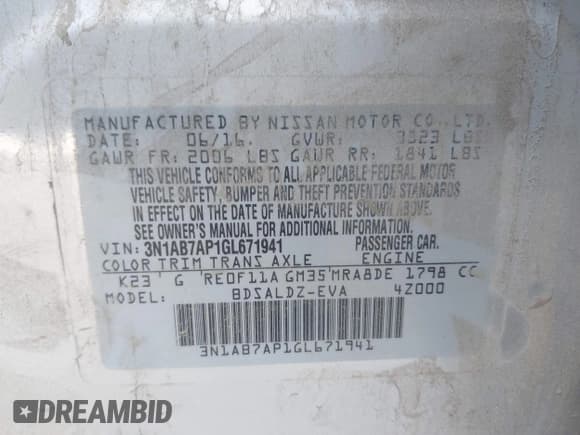 MANUFACTURED BY NISSAN MOTOR CO.,LTD.
DATE: 06/16. GVWR: 3323 LBS
GAWR FR: 2006 LBS GAWR RR: 1841 LBS
THIS VEHICLE CONFORMS TO ALL APPLICABLE FEDERAL MOTOR
VEHICLE SAFETY, BUMPER AND THEFT PREVENTION STANDARDS
IN EFFECT ON THE DATE OF MANUFACTURE SHOWN ABOVE.
SEE OWNER'S MANUAL FOR ADDITIONAL INFORMATION.
VIN: 3N1AB7AP1GL671941 PASSENGER CAR.
COLOR TRIM TRANS AXLE ENGINE
K23 G RE0F11A GM35 MRA8DE 1798 CC
MODEL: BDSALDZ-EVA 4Z000
3N1AB7AP1GL671941
DREAMBID